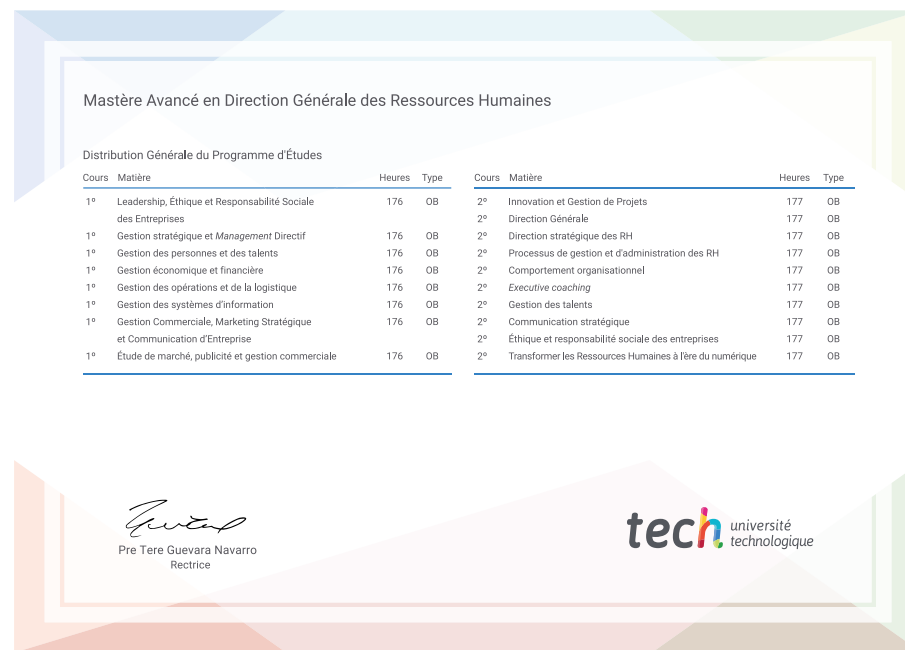 Mastère Avancé en Direction Générale des Ressources Humaines
Distribution Générale du Programme d'Études
Cours Matière Heures Type
1º Leadership, Éthique et Responsabilité Sociale 176 OB
des Entreprises
1º Gestion stratégique et Management Directif 176 OB
1º Gestion des personnes et des talents 176 OB
1º Gestion économique et financière 176 OB
1º Gestion des opérations et de la logistique 176 OB
1º Gestion des systèmes d'information 176 OB
1º Gestion Commerciale, Marketing Stratégique 176 OB
et Communication d'Entreprise
1º Étude de marché, publicité et gestion commerciale 176 OB
Cours Matière Heures Type
2º Innovation et Gestion de Projets 177 OB
2º Direction Générale 177 OB
2º Direction stratégique des RH 177 OB
2º Processus de gestion et d'administration des RH 177 OB
2º Comportement organisationnel 177 OB
2º Executive coaching 177 OB
2º Gestion des talents 177 OB
2º Communication stratégique 177 OB
2º Éthique et responsabilité sociale des entreprises 177 OB
2º Transformer les Ressources Humaines à l'ère du numérique 177 OB
Pre Tere Guevara Navarro
Rectrice
tech université
technologique